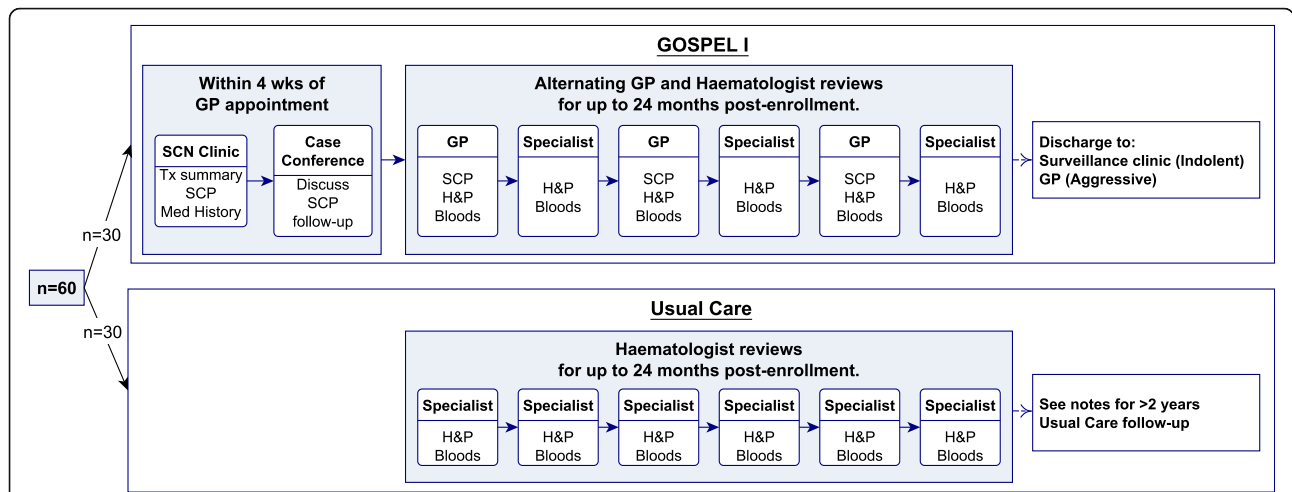 GOSPEL I
Within 4 wks of
GP appointment
SCN Clinic
Tx summary
SCP
Med History
Case
Conference
Discuss
SCP
follow-up
Alternating GP and Haematologist reviews
for up to 24 months post-enrollment.
GP
SCP
H&P
Bloods
Specialist
H&P
Bloods
GP
SCP
H&P
Bloods
Specialist
H&P
Bloods
GP
SCP
H&P
Bloods
Specialist
H&P
Bloods
Discharge to:
Surveillance clinic (Indolent)
GP (Aggressive)
n=30
n=60
n=30
Usual Care
Haematologist reviews
for up to 24 months post-enrollment.
Specialist
H&P
Bloods
Specialist
H&P
Bloods
Specialist
H&P
Bloods
Specialist
H&P
Bloods
Specialist
H&P
Bloods
Specialist
H&P
Bloods
See notes for >2 years
Usual Care follow-up